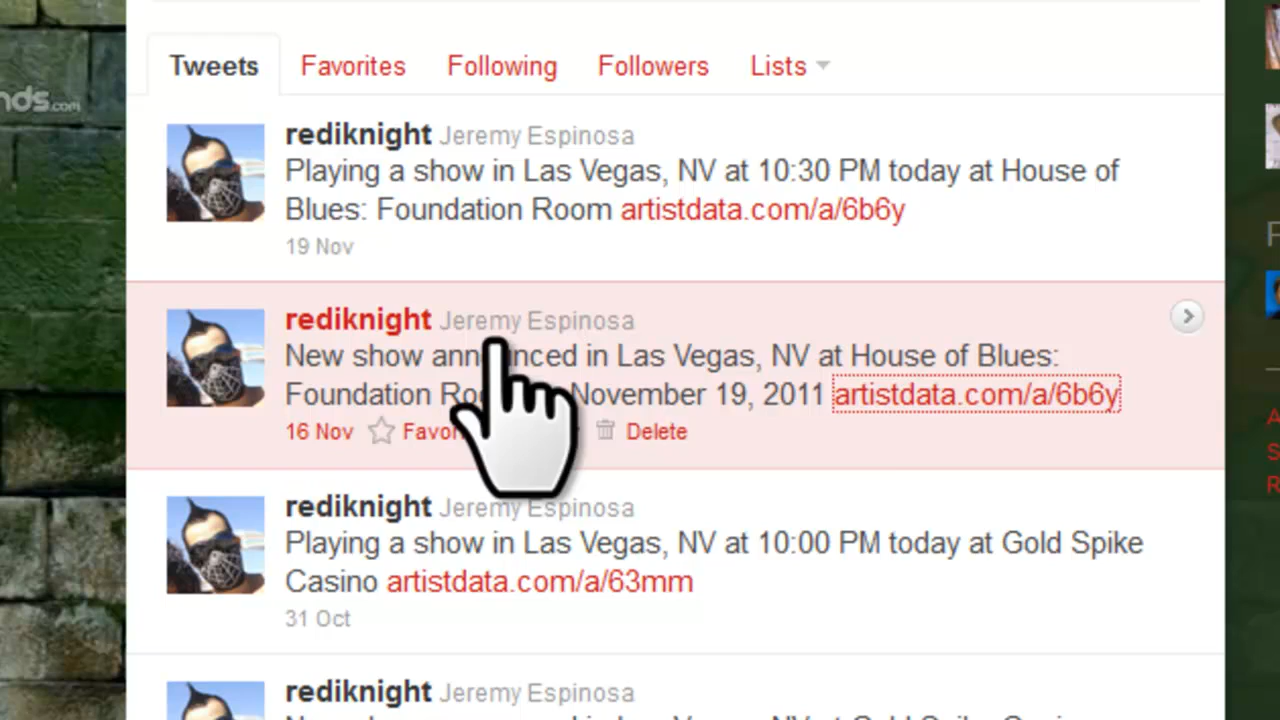 Tweets Favorites Following Followers Lists
nds.com
rediknight Jeremy Espinosa
Playing a show in Las Vegas, NV at 10:30 PM today at House of
Blues: Foundation Room artistdata.com/a/6b6y
19 Nov
rediknight Jeremy Espinosa
New show announced in Las Vegas, NV at House of Blues:
Foundation November 19, 2011 artistdata.com/a/6b6y
16 Nov Delete
rediknight Jeremy Espinosa
Playing a show in Las Vegas, NV at 10:00 PM today at Gold Spike
Casino artistdata.com/a/63mm
31 Oct
rediknight Jeremy Espinosa